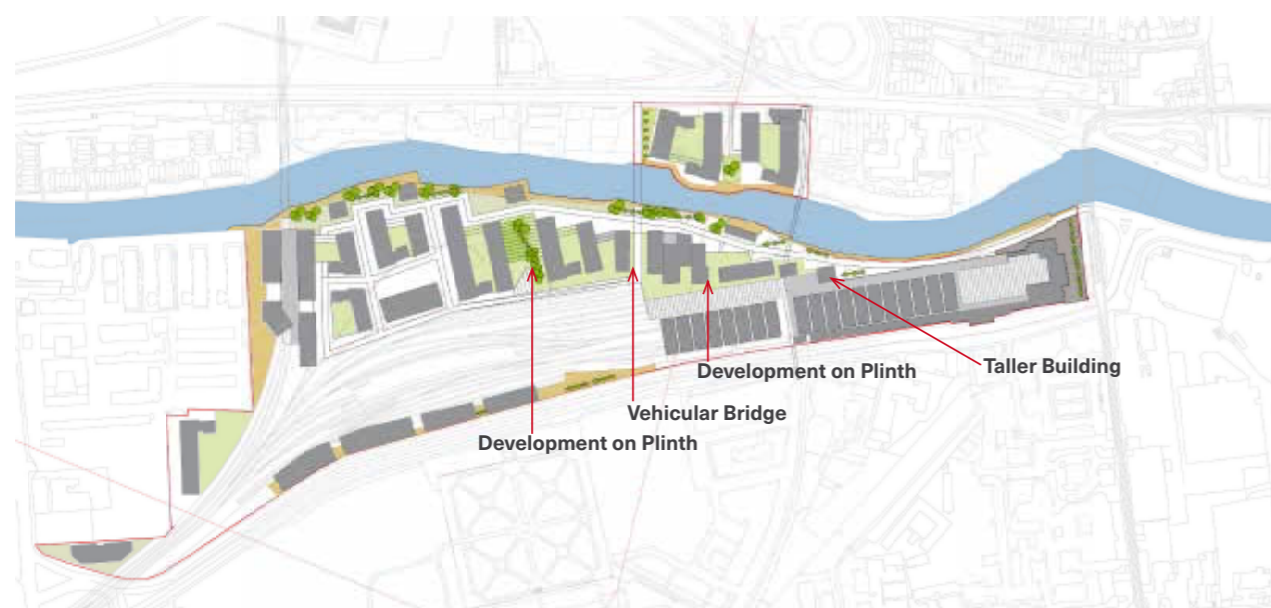 Taller Building
Development on Plinth
Vehicular Bridge
Development on Plinth